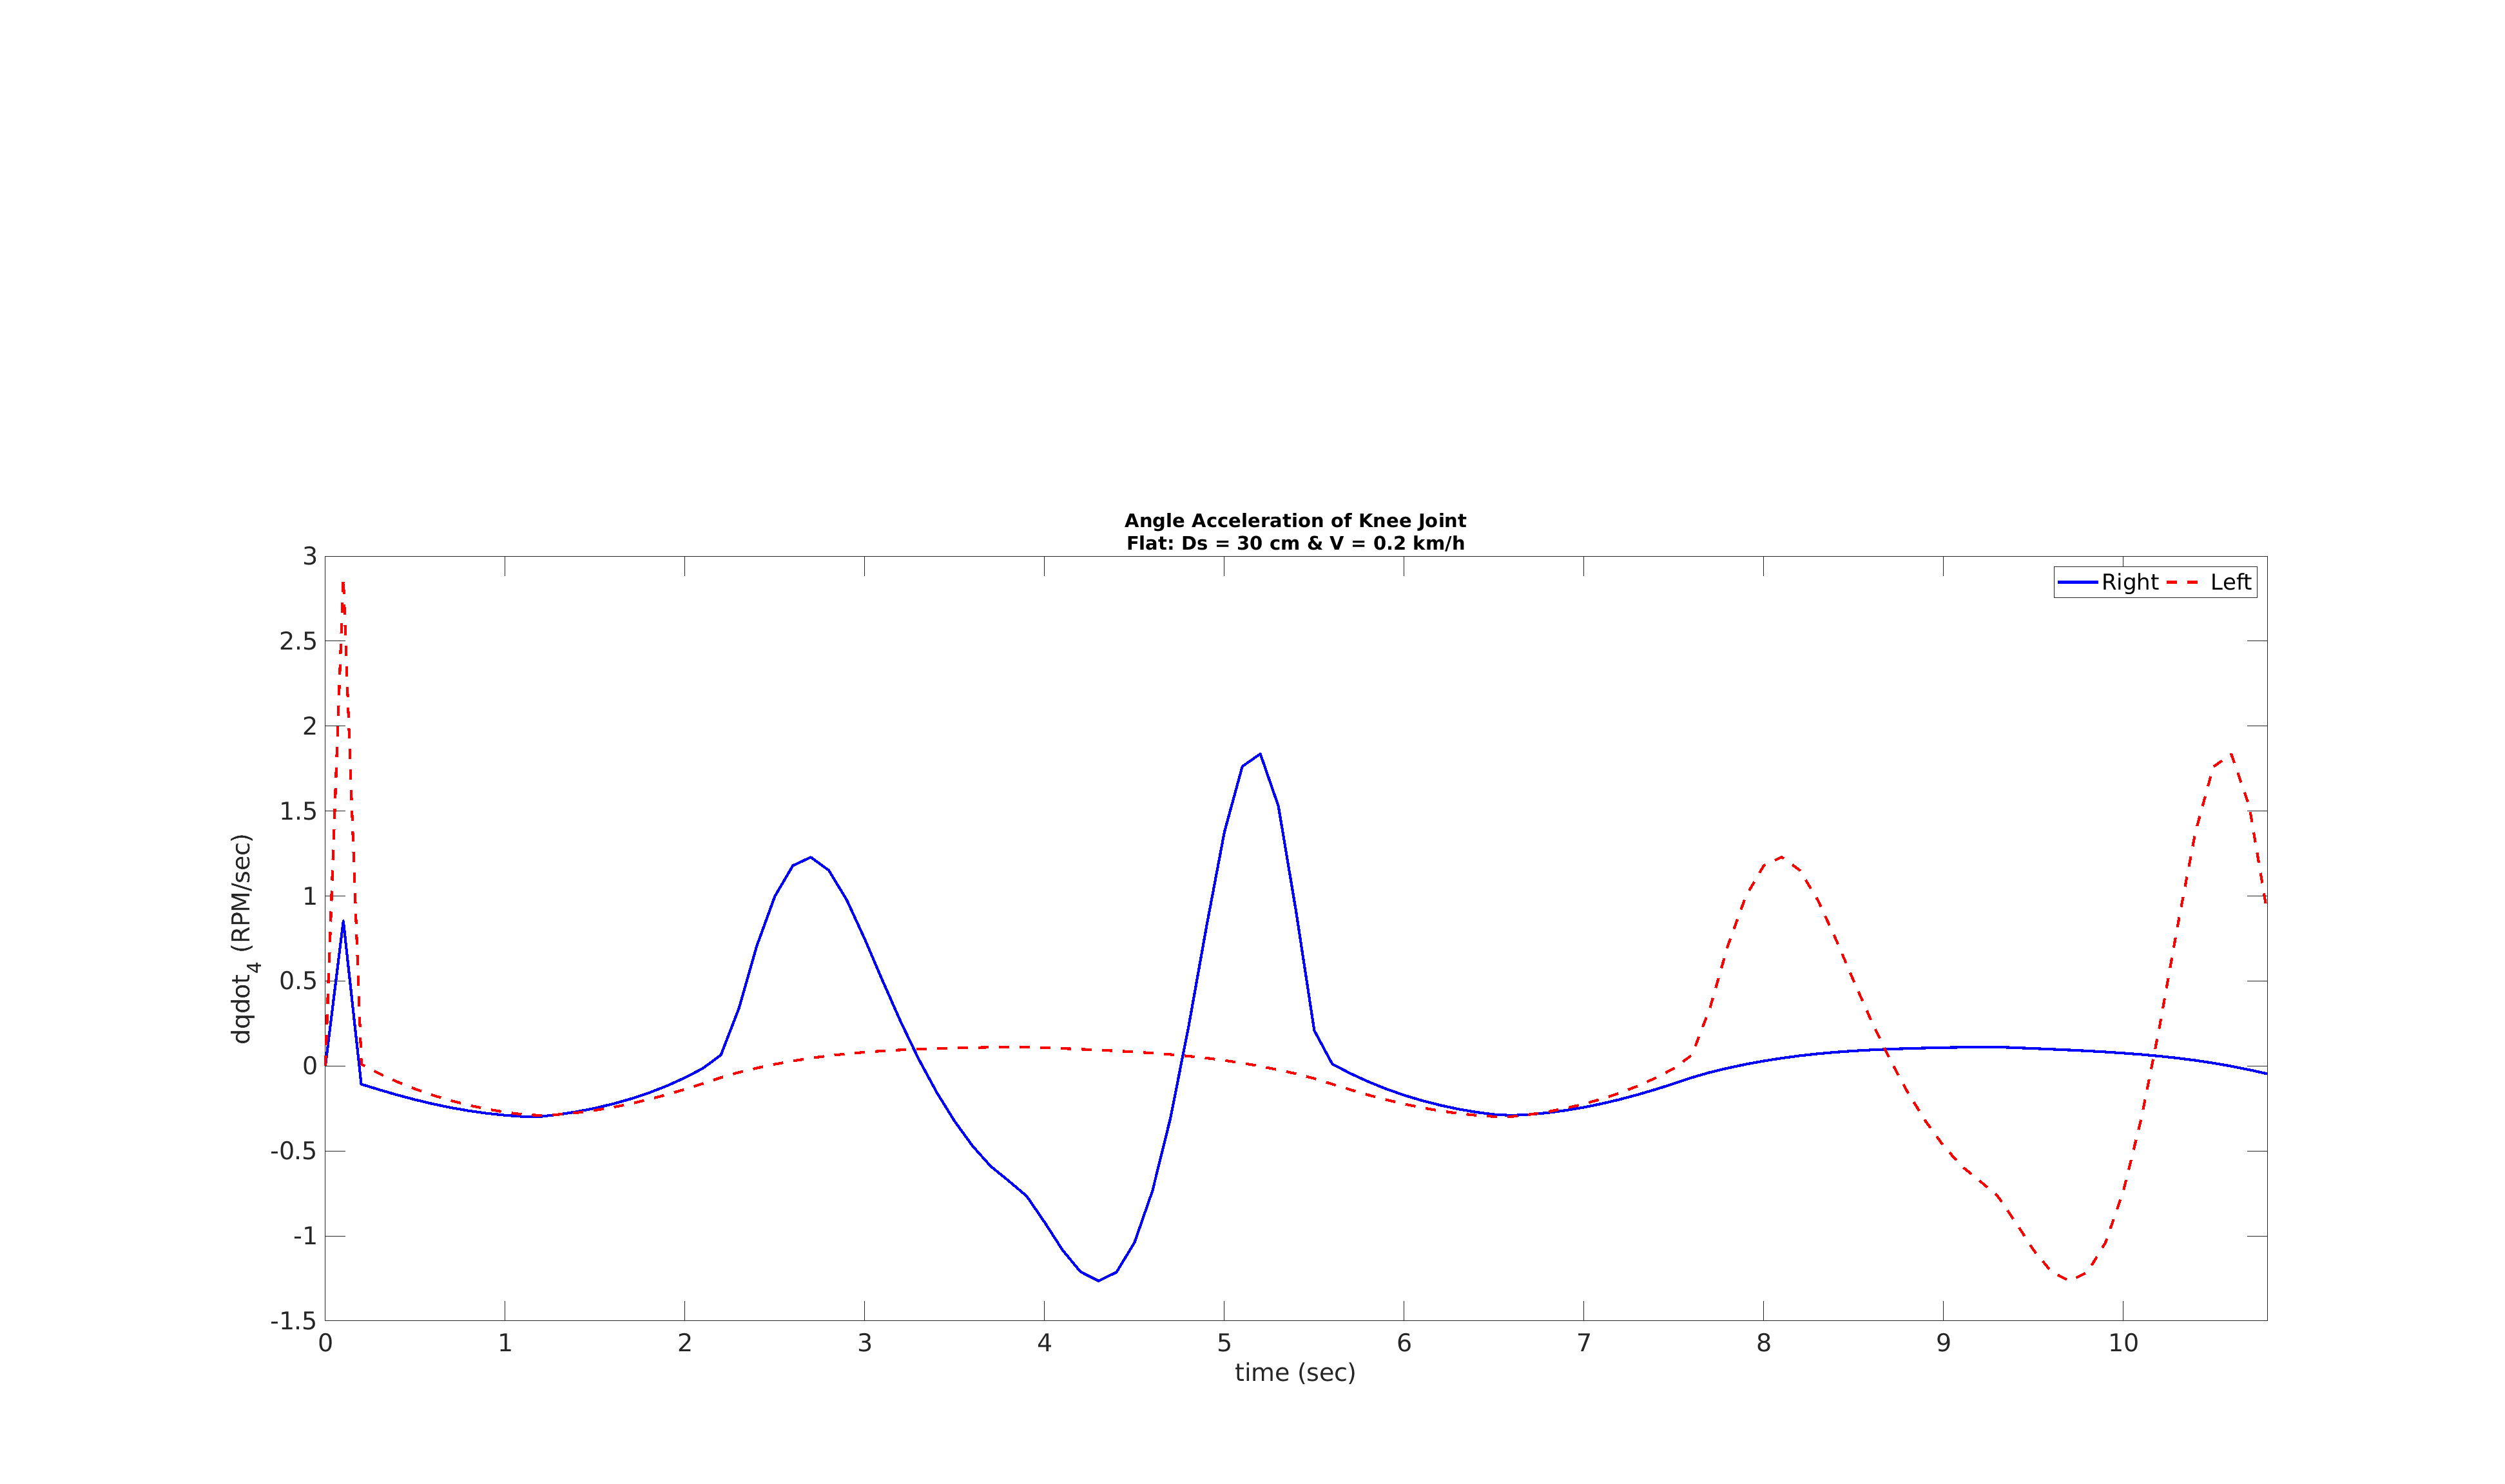 Angle Acceleration of Knee Joint
Flat: Ds = 30 cm & V = 0.2 km/h
Right Left
3
2.5
2
1.5
1
0.5
0
-0.5
-1
-1.5
dqdot4 (RPM/sec)
0 1 2 3 4 5 6 7 8 9 10
time (sec)